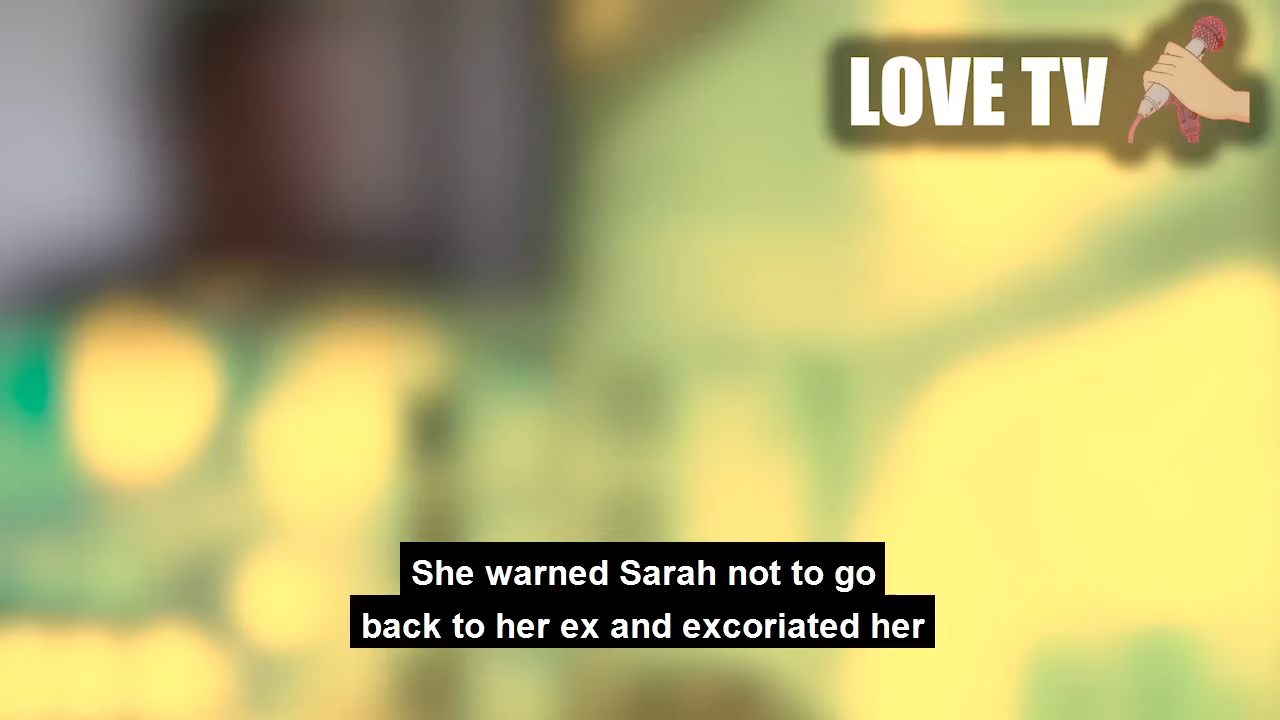 LOVE TV
She warned Sarah not to go
back to her ex and excoriated her